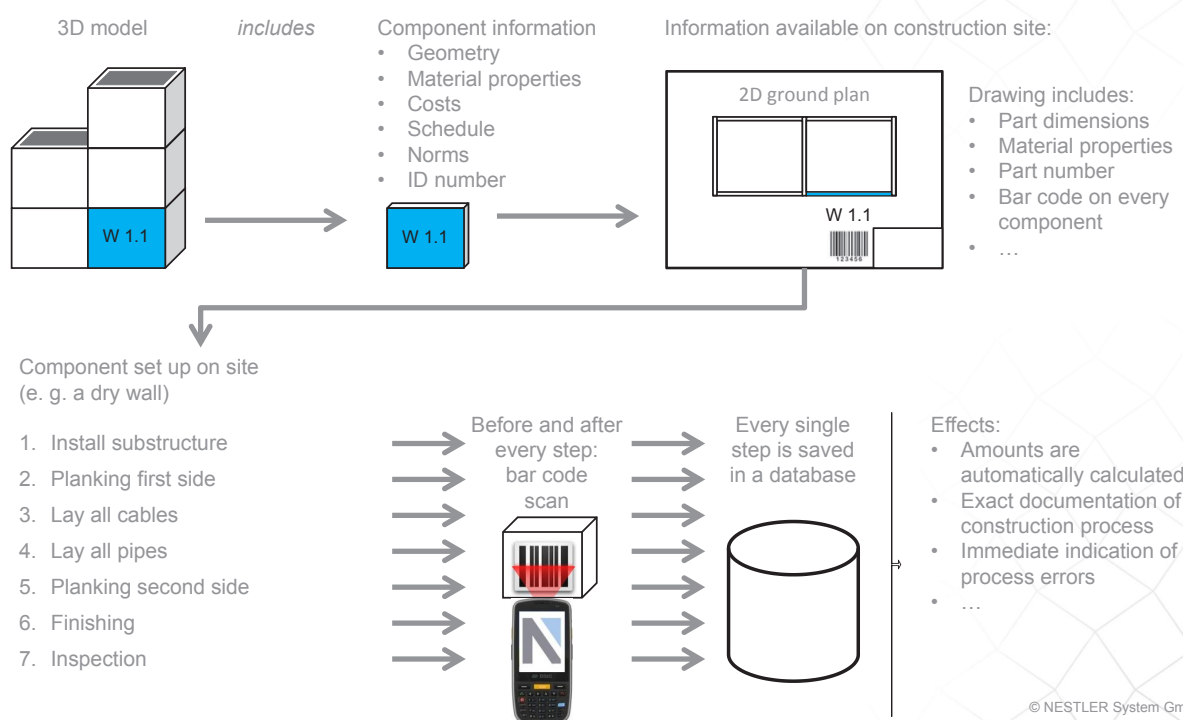 3D model
includes
Component information
• Geometry
• Material properties
• Costs
• Schedule
• Norms
• ID number
Information available on construction site:
2D ground plan
Drawing includes:
• Part dimensions
• Material properties
• Part number
• Bar code on every
component
• …
W 1.1
W 1.1
W 1.1
123456
Component set up on site
(e. g. a dry wall)
1. Install substructure
2. Planking first side
3. Lay all cables
4. Lay all pipes
5. Planking second side
6. Finishing
7. Inspection
Before and after
every step:
bar code
scan
N
Every single
step is saved
in a database
Effects:
• Amounts are
automatically calculated
• Exact documentation of
construction process
• Immediate indication of
process errors
• …
© NESTLER System Gm